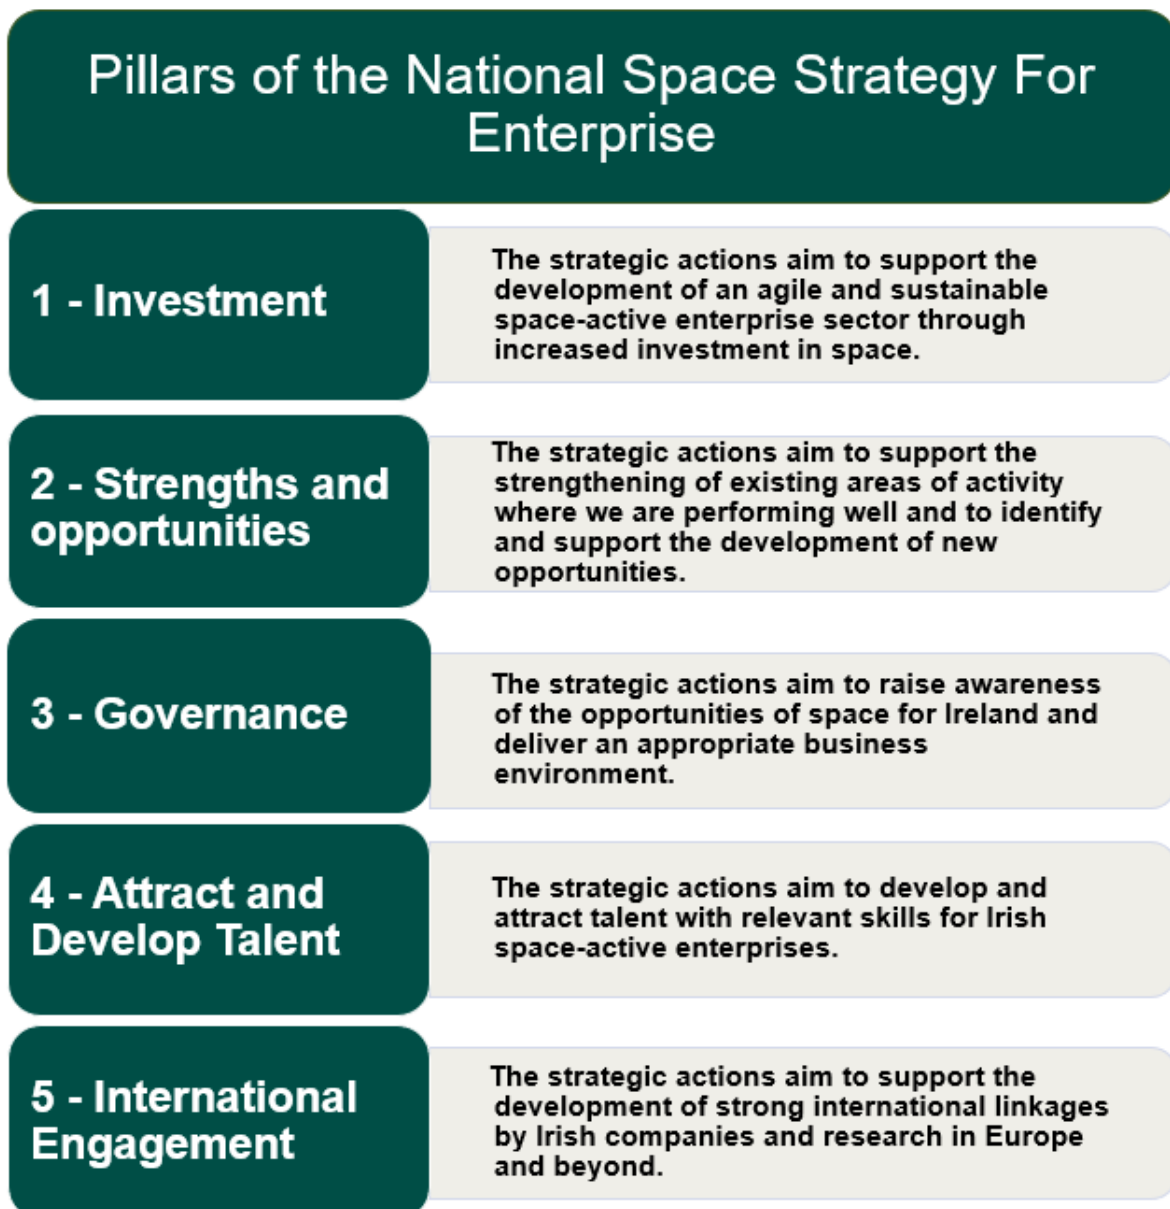 Pillars of the National Space Strategy For
Enterprise
1 - Investment
The strategic actions aim to support the
development of an agile and sustainable
space-active enterprise sector through
increased investment in space.
2 - Strengths and
opportunities
The strategic actions aim to support the
strengthening of existing areas of activity
where we are performing well and to identify
and support the development of new
opportunities.
3 - Governance
The strategic actions aim to raise awareness
of the opportunities of space for Ireland and
deliver an appropriate business
environment.
4 - Attract and
Develop Talent
The strategic actions aim to develop and
attract talent with relevant skills for Irish
space-active enterprises.
5 - International
Engagement
The strategic actions aim to support the
development of strong international linkages
by Irish companies and research in Europe
and beyond.